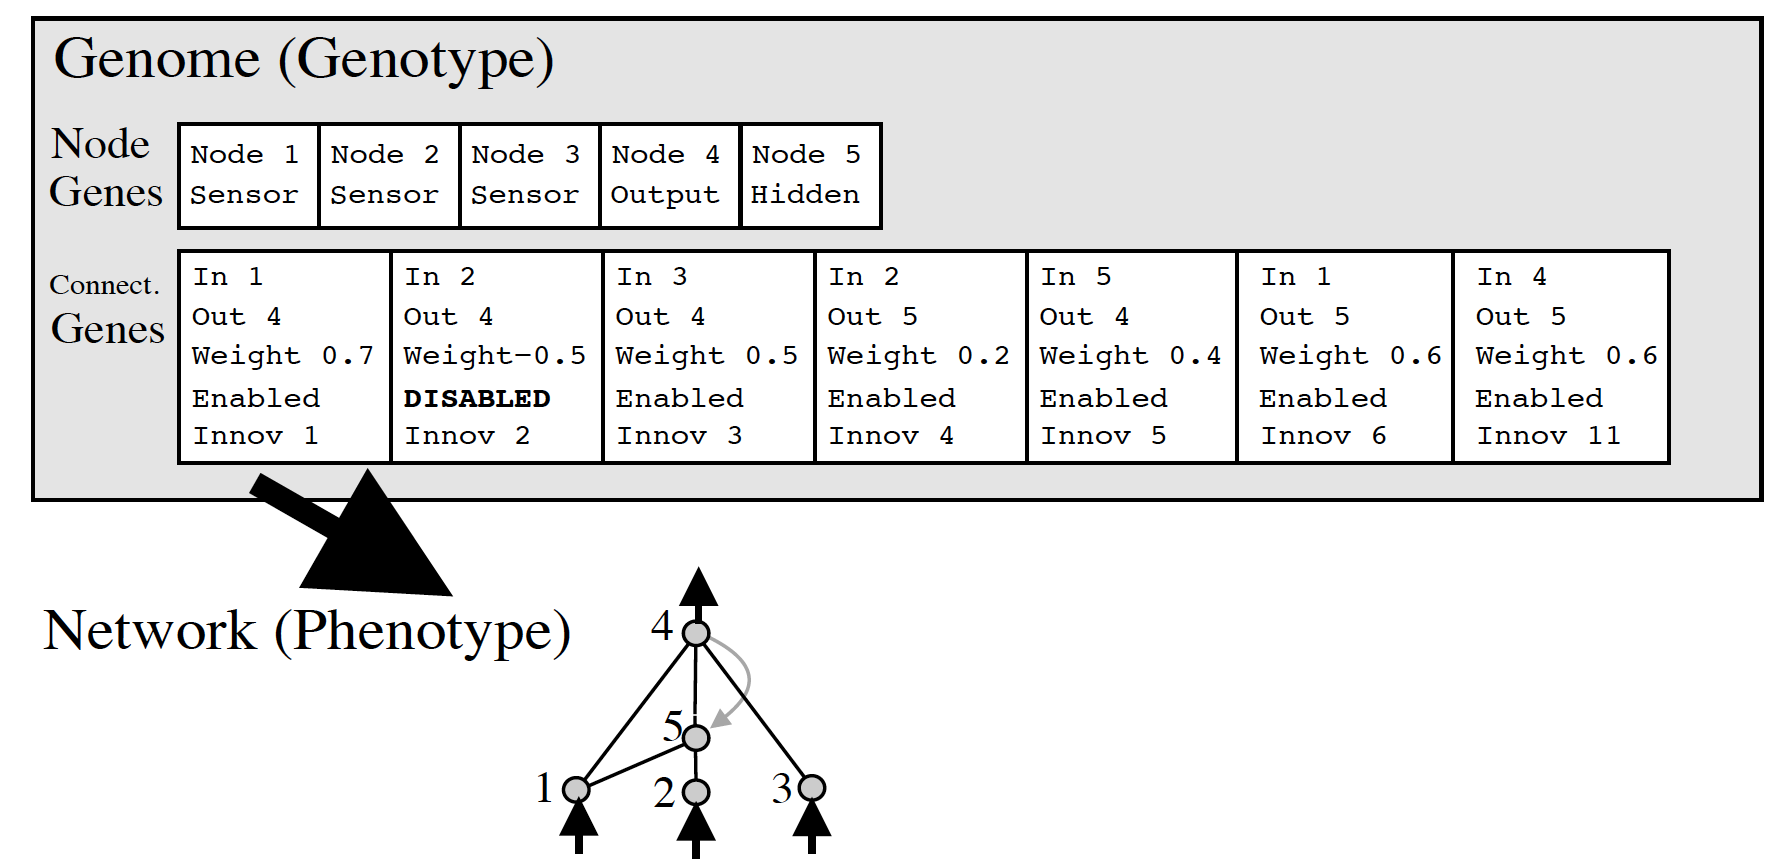 Genome (Genotype)
Node Genes
Node 1 Node 2 Node 3 Node 4 Node 5
Sensor Sensor Sensor Output Hidden
Connect. Genes
In 1 In 2 In 3 In 2 In 5 In 1 In 4
Out 4 Out 4 Out 4 Out 5 Out 4 Out 5 Out 5
Weight 0.7 Weight−0.5 Weight 0.5 Weight 0.2 Weight 0.4 Weight 0.6 Weight 0.6
Enabled DISABLED Enabled Enabled Enabled Enabled Enabled
Innov 1 Innov 2 Innov 3 Innov 4 Innov 5 Innov 6 Innov 11
Network (Phenotype)
4
5
1 2 3